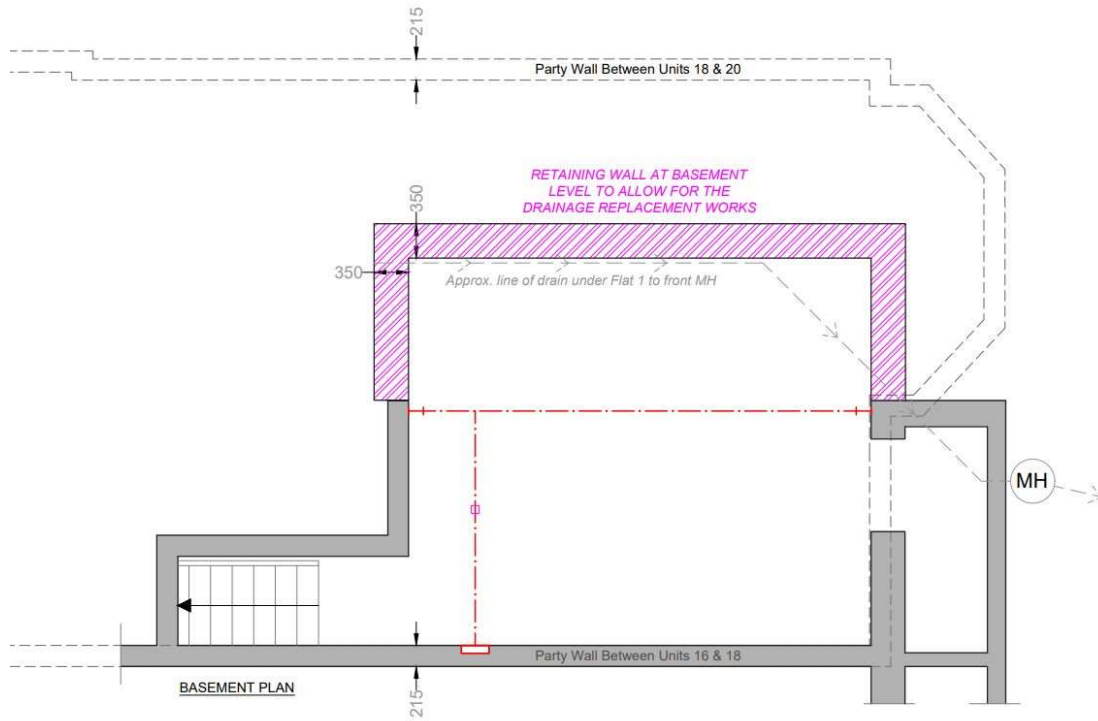 215
Party Wall Between Units 18 & 20
RETAINING WALL AT BASEMENT
LEVEL TO ALLOW FOR THE
DRAINAGE REPLACEMENT WORKS
350
350
Approx. line of drain under Flat 1 to front MH
MH
Party Wall Between Units 16 & 18
BASEMENT PLAN
215